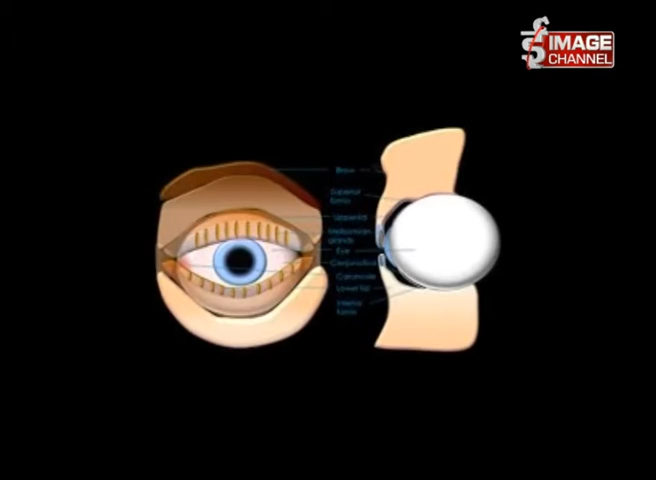 IMAGE
CHANNEL
Brow
Superior
fornix
Upper lid
Meibomian
glands
Eye
Conjunctiva
Caruncle
Lower lid
Inferior
fornix